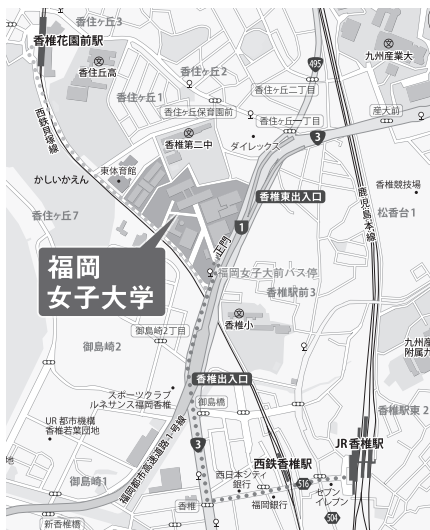 香住ヶ丘3
香椎花園前駅
香住丘高
九州産業大
495
香住ヶ丘2
香住ヶ丘二丁目
香住ヶ丘1
香住ヶ丘保育園前
産大前
香住ヶ丘一丁目
西鉄貝塚線
香椎第二中
ダイレックス
3
東体育館
かしいかえん
香椎東出入口
鹿児島本線
香椎競技場
松香台1
香住ヶ丘7
1
正門
福岡
女子大学
福岡女子大前バス停
香椎駅前3
香椎小
御島崎2丁目
御島崎2
九州産
附属九
香椎出入口
スポーツクラブ
ルネサンス福岡香椎
御島橋
香椎駅東2
UR都市機構
香椎若葉団地
福岡都市高速道路1号線
3
JR香椎駅
西鉄香椎駅
地
西日本シティ
銀行
御島崎1
516
セブン
イレブン
香椎
福岡銀行
504
新香椎橋